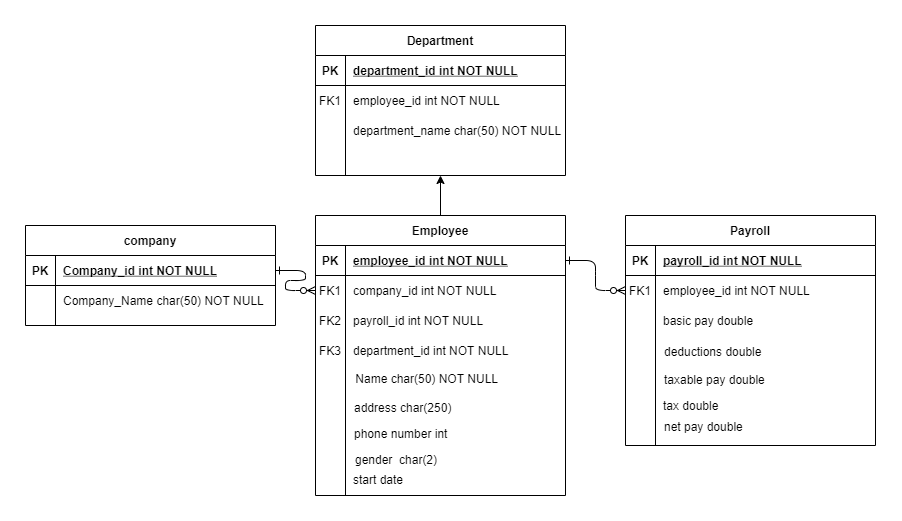 Department
PK department_id int NOT NULL
FK1 employee_id int NOT NULL
department_name char(50) NOT NULL
company
PK Company_id int NOT NULL
Company_Name char(50) NOT NULL
Employee
PK employee_id int NOT NULL
FK1 company_id int NOT NULL
FK2 payroll_id int NOT NULL
FK3 department_id int NOT NULL
Name char(50) NOT NULL
address char(250)
phone number int
gender char(2)
start date
Payroll
PK payroll_id int NOT NULL
FK1 employee_id int NOT NULL
basic pay double
deductions double
taxable pay double
tax double
net pay double